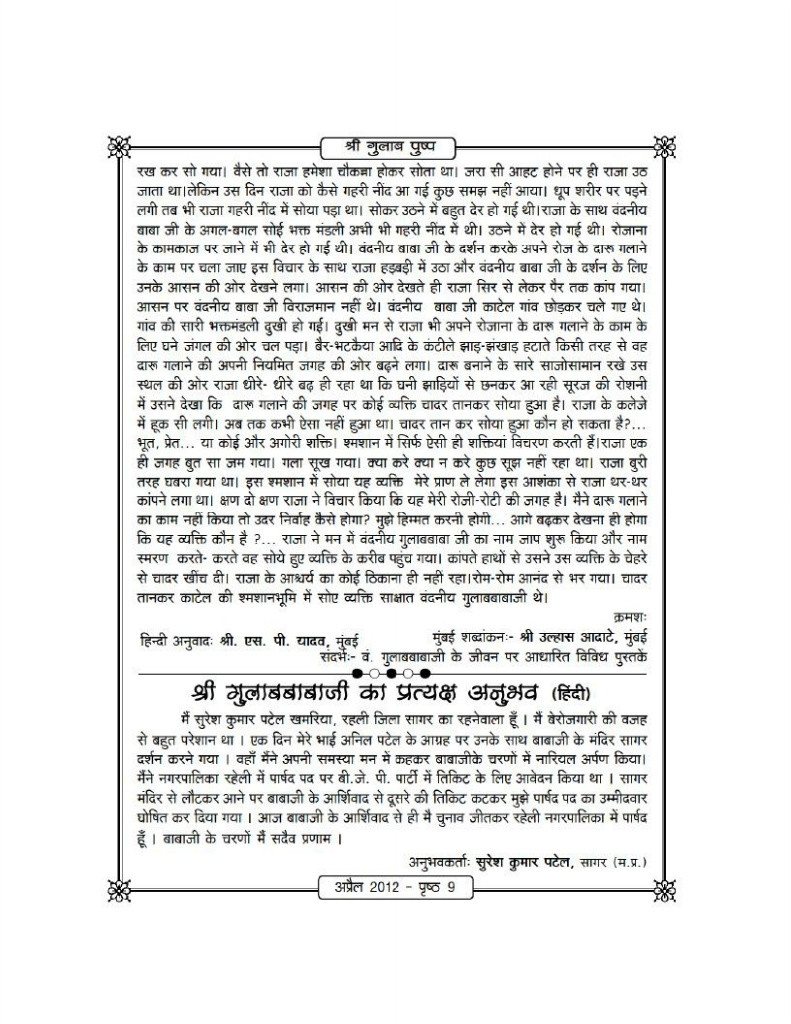 श्री गुलाब पुष्प
रख कर सो गया। वैसे तो राजा हमेशा चौकन्ना होकर सोता था। जरा सी आहट होने पर ही राजा उठ
जाता था।लेकिन उस दिन राजा को कैसे गहरी नींद आ गई कुछ समझ नहीं आया। धूप शरीर पर पड़ने
लगी तब भी राजा गहरी नींद में सोया पड़ा था। सोकर उठने में बहुत देर हो गई थी।राजा के साथ वंदनीय
बाबा जी के अगल-बगल सोई भक्त मंडली अभी भी गहरी नींद में थी। उठने में देर हो गई थी। रोजाना
के कामकाज पर जाने में भी देर हो गई थी। वंदनीय बाबा जी के दर्शन करके अपने रोज के दारू गलाने
के काम पर चला जाए इस विचार के साथ राजा हड़बड़ी में उठा और वंदनीय बाबा जी के दर्शन के लिए
उनके आसन की ओर देखने लगा। आसन की ओर देखते ही राजा सिर से लेकर पैर तक कांप गया।
आसन पर वंदनीय बाबा जी विराजमान नहीं थे। वंदनीय बाबा जी काटेल गांव छोड़कर चले गए थे।
गांव की सारी भक्तमंडली दुखी हो गई। दुखी मन से राजा भी अपने रोजाना के दारू गलाने के काम के
लिए घने जंगल की ओर चल पड़ा। बैर-भटकैया आदि के कंटीले झाड़-झंखाड़ हटाते किसी तरह से वह
दारू गलाने की अपनी नियमित जगह की ओर बढ़ने लगा। दारू बनाने के सारे साजोसामान रखे उस
स्थल की ओर राजा धीरे- धीरे बढ़ ही रहा था कि घनी झाड़ियों से छनकर आ रही सूरज की रोशनी
में उसने देखा कि दारू गलाने की जगह पर कोई व्यक्ति चादर तानकर सोया हुआ है। राजा के कलेजे
में हूक सी लगी। अब तक कभी ऐसा नहीं हुआ था। चादर तान कर सोया हुआ कौन हो सकता है?...
भूत, प्रेत... या कोई और अगोरी शक्ति। श्मशान में सिर्फ ऐसी ही शक्तियां विचरण करती हैं।राजा एक
ही जगह बुत सा जम गया। गला सूख गया। क्या करे क्या न करे कुछ सूझ नहीं रहा था। राजा बुरी
तरह घबरा गया था। इस श्मशान में सोया यह व्यक्ति मेरे प्राण ले लेगा इस आशंका से राजा थर-थर
कांपने लगा था। क्षण दो क्षण राजा ने विचार किया कि यह मेरी रोजी-रोटी की जगह है। मैने दारू गलाने
का काम नहीं किया तो उदर निर्वाह कैसे होगा? मुझे हिम्मत करनी होगी... आगे बढ़कर देखना ही होगा
कि यह व्यक्ति कौन है ?... राजा ने मन में वंदनीय गुलाबबाबा जी का नाम जाप शुरू किया और नाम
स्मरण करते- करते वह सोये हुए व्यक्ति के करीब पहुंच गया। कांपते हाथों से उसने उस व्यक्ति के चेहरे
से चादर खींच दी। राजा के आश्चर्य का कोई ठिकाना ही नहीं रहा।रोम-रोम आनंद से भर गया। चादर
तानकर काटेल की श्मशानभूमि में सोए व्यक्ति साक्षात वंदनीय गुलाबबाबाजी थे।
क्रमशः
हिन्दी अनुवादः श्री. एस. पी. यादव, मुंबई मुंबई शब्दांकनः- श्री उल्हास आद्राटे, मुंबई
संदर्भः- वं. गुलाबबाबाजी के जीवन पर आधारित विविध पुस्तकें
श्री गुलाबबाबाजी का प्रत्यक्ष अनुभव (हिंदी)
मैं सुरेश कुमार पटेल खमरिया, रहली जिला सागर का रहनेवाला हूँ । मैं बेरोजगारी की वजह
से बहुत परेशान था । एक दिन मेरे भाई अनिल पटेल के आग्रह पर उनके साथ बाबाजी के मंदिर सागर
दर्शन करने गया । वहाँ मैंने अपनी समस्या मन में कहकर बाबाजीके चरणों में नारियल अर्पण किया।
मैंने नगरपालिका रहेली में पार्षद पद पर बी.जे. पी. पार्टी में तिकिट के लिए आवेदन किया था । सागर
मंदिर से लौटकर आने पर बाबाजी के आर्शिवाद से दूसरे की तिकिट कटकर मुझे पार्षद पद का उम्मीदवार
घोषित कर दिया गया । आज बाबाजी के आर्शिवाद से ही मै चुनाव जीतकर रहेली नगरपालिका में पार्षद
हूँ । बाबाजी के चरणों में सदैव प्रणाम ।
अनुभवकर्ताः सुरेश कुमार पटेल, सागर (म.प्र.)
अप्रैल 2012 - पृष्ठ 9